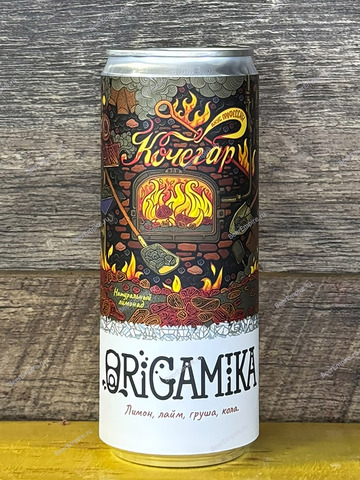 Кочегар
Натуральный
лимонад
ORiGAMiKA
Лимон, лайм, груша, кола